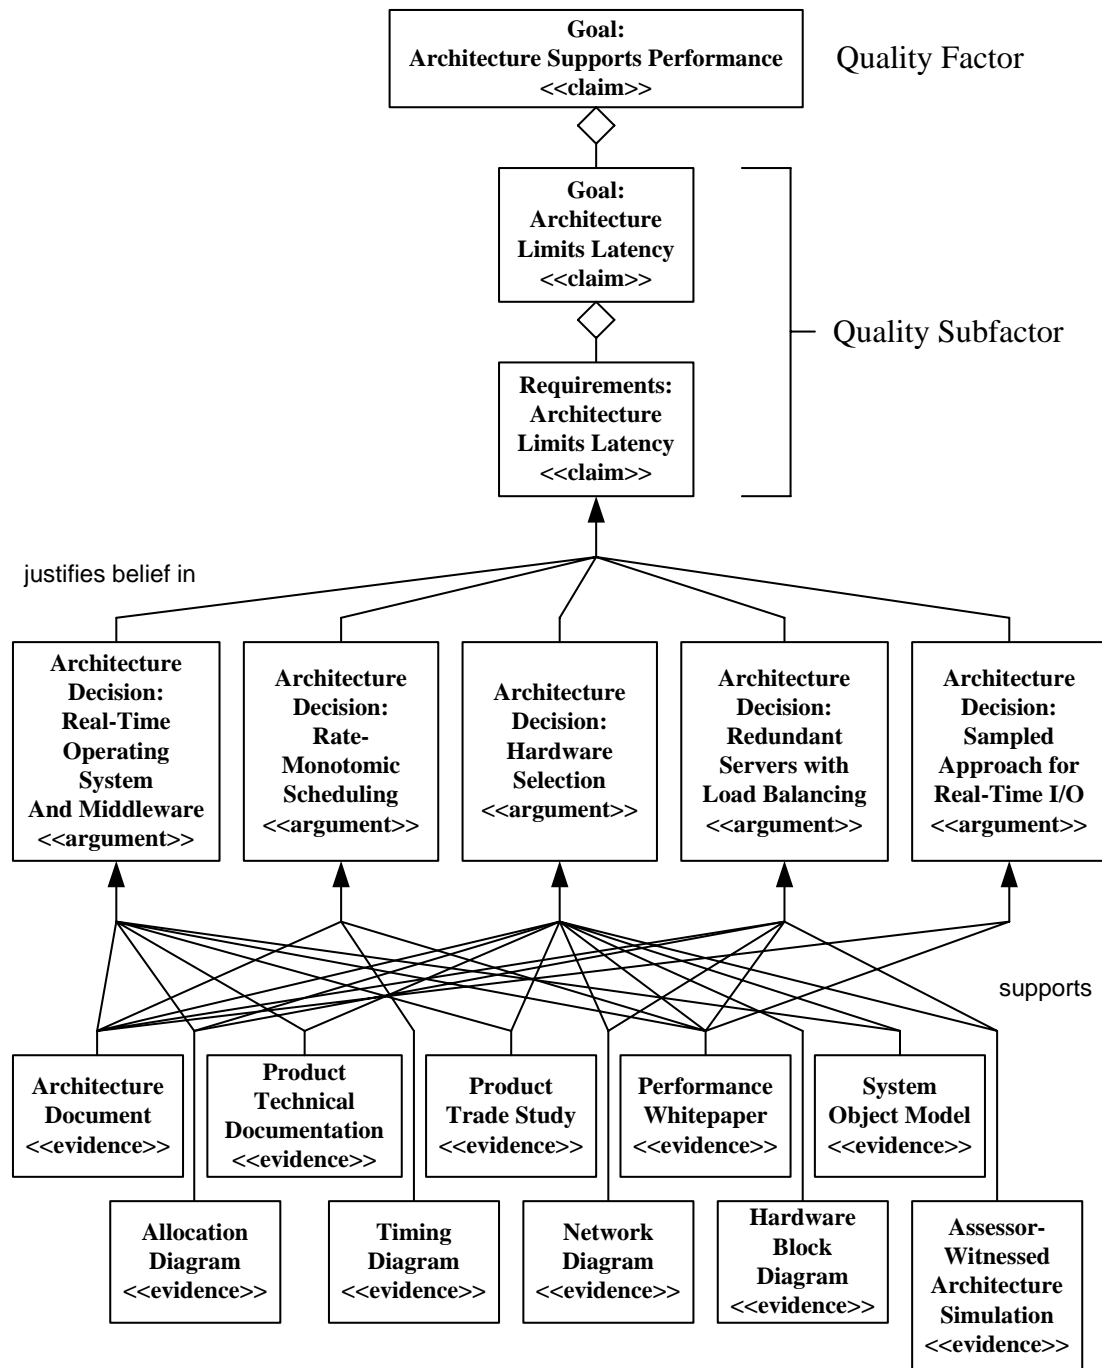 Goal:
Architecture Supports Performance
<<claim>>
Quality Factor
Goal:
Architecture
Limits Latency
<<claim>>
Quality Subfactor
Requirements:
Architecture
Limits Latency
<<claim>>
justifies belief in
Architecture
Decision:
Real-Time
Operating
System
And Middleware
<<argument>>
Architecture
Decision:
Rate-
Monotomic
Scheduling
<<argument>>
Architecture
Decision:
Hardware
Selection
<<argument>>
Architecture
Decision:
Redundant
Servers with
Load Balancing
<<argument>>
Architecture
Decision:
Sampled
Approach for
Real-Time I/O
<<argument>>
supports
Architecture
Document
<<evidence>>
Product
Technical
Documentation
<<evidence>>
Product
Trade Study
<<evidence>>
Performance
Whitepaper
<<evidence>>
System
Object Model
<<evidence>>
Allocation
Diagram
<<evidence>>
Timing
Diagram
<<evidence>>
Network
Diagram
<<evidence>>
Hardware
Block
Diagram
<<evidence>>
Assessor-
Witnessed
Architecture
Simulation
<<evidence>>